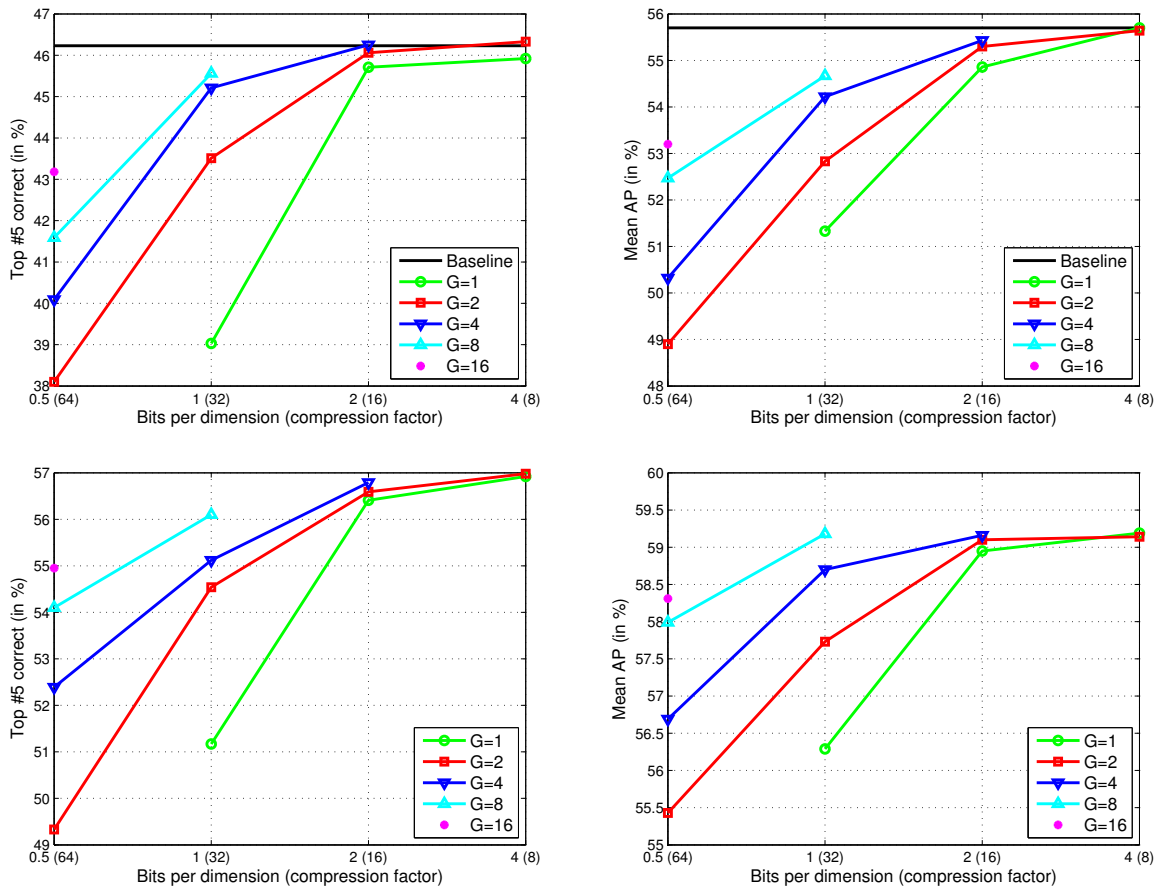 47
46
45
44
43
42
41
40
39
38
Top #5 correct (in %)
Baseline
G=1
G=2
G=4
G=8
G=16
0.5 (64) 1 (32) 2 (16) 4 (8)
Bits per dimension (compression factor)
56
55
54
53
52
51
50
49
48
Mean AP (in %)
Baseline
G=1
G=2
G=4
G=8
G=16
0.5 (64) 1 (32) 2 (16) 4 (8)
Bits per dimension (compression factor)
57
56
55
54
53
52
51
50
49
Top #5 correct (in %)
G=1
G=2
G=4
G=8
G=16
0.5 (64) 1 (32) 2 (16) 4 (8)
Bits per dimension (compression factor)
60
59.5
59
58.5
58
57.5
57
56.5
56
55.5
55
Mean AP (in %)
G=1
G=2
G=4
G=8
G=16
0.5 (64) 1 (32) 2 (16) 4 (8)
Bits per dimension (compression factor)